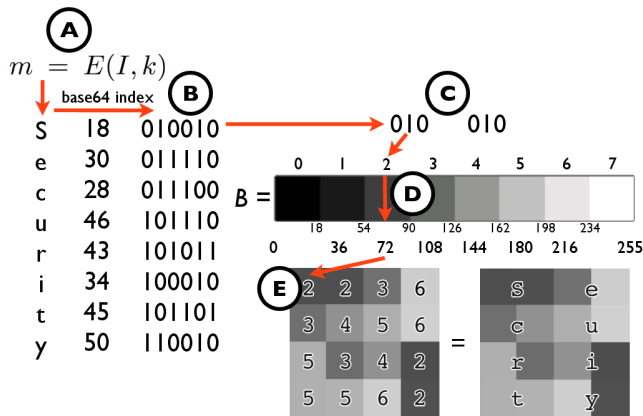 A
m = E(I, k)
base64 index B C
S 18 010010 010 010
e 30 011110
c 28 011100
u 46 101110
r 43 101011
i 34 100010
t 45 101101
y 50 110010
0 1 2 3 4 5 6 7
B = D
18 54 90 126 162 198 234
0 36 72 108 144 180 216 255
E
2 2 3 6 S e
3 4 5 6 c u
=
5 3 4 2 r i
5 5 6 2 t y